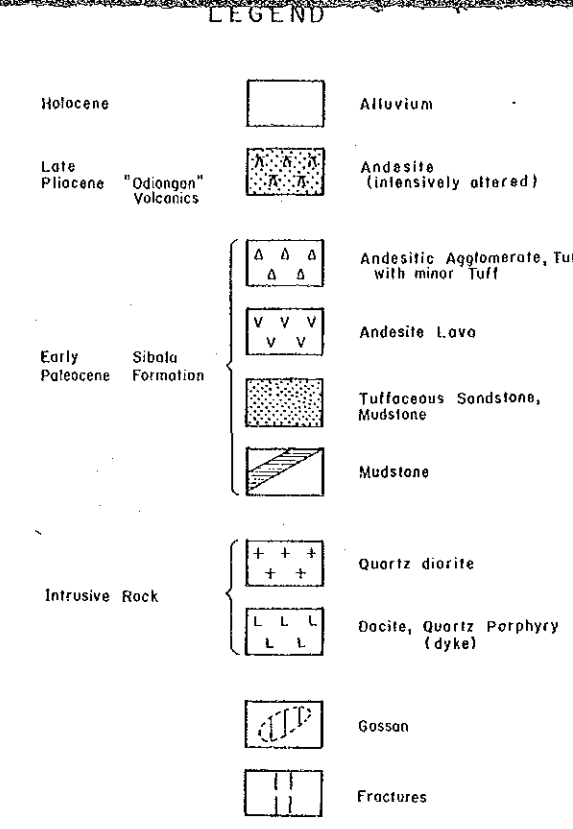 LEGEND
Holocene Alluvium
Late Pliocene "Odiongan" Volcanics Andesite (intensively altered)
Andesitic Agglomerate,
with minor Tuff
Andesite Lava
Early Paleocene Sibala Formation
Tuffaceous Sandstone,
Mudstone
Mudstone
Quartz diorite
Intrusive Rock
Dacite, Quartz Porphyry
(dyke)
Gossan
Fractures